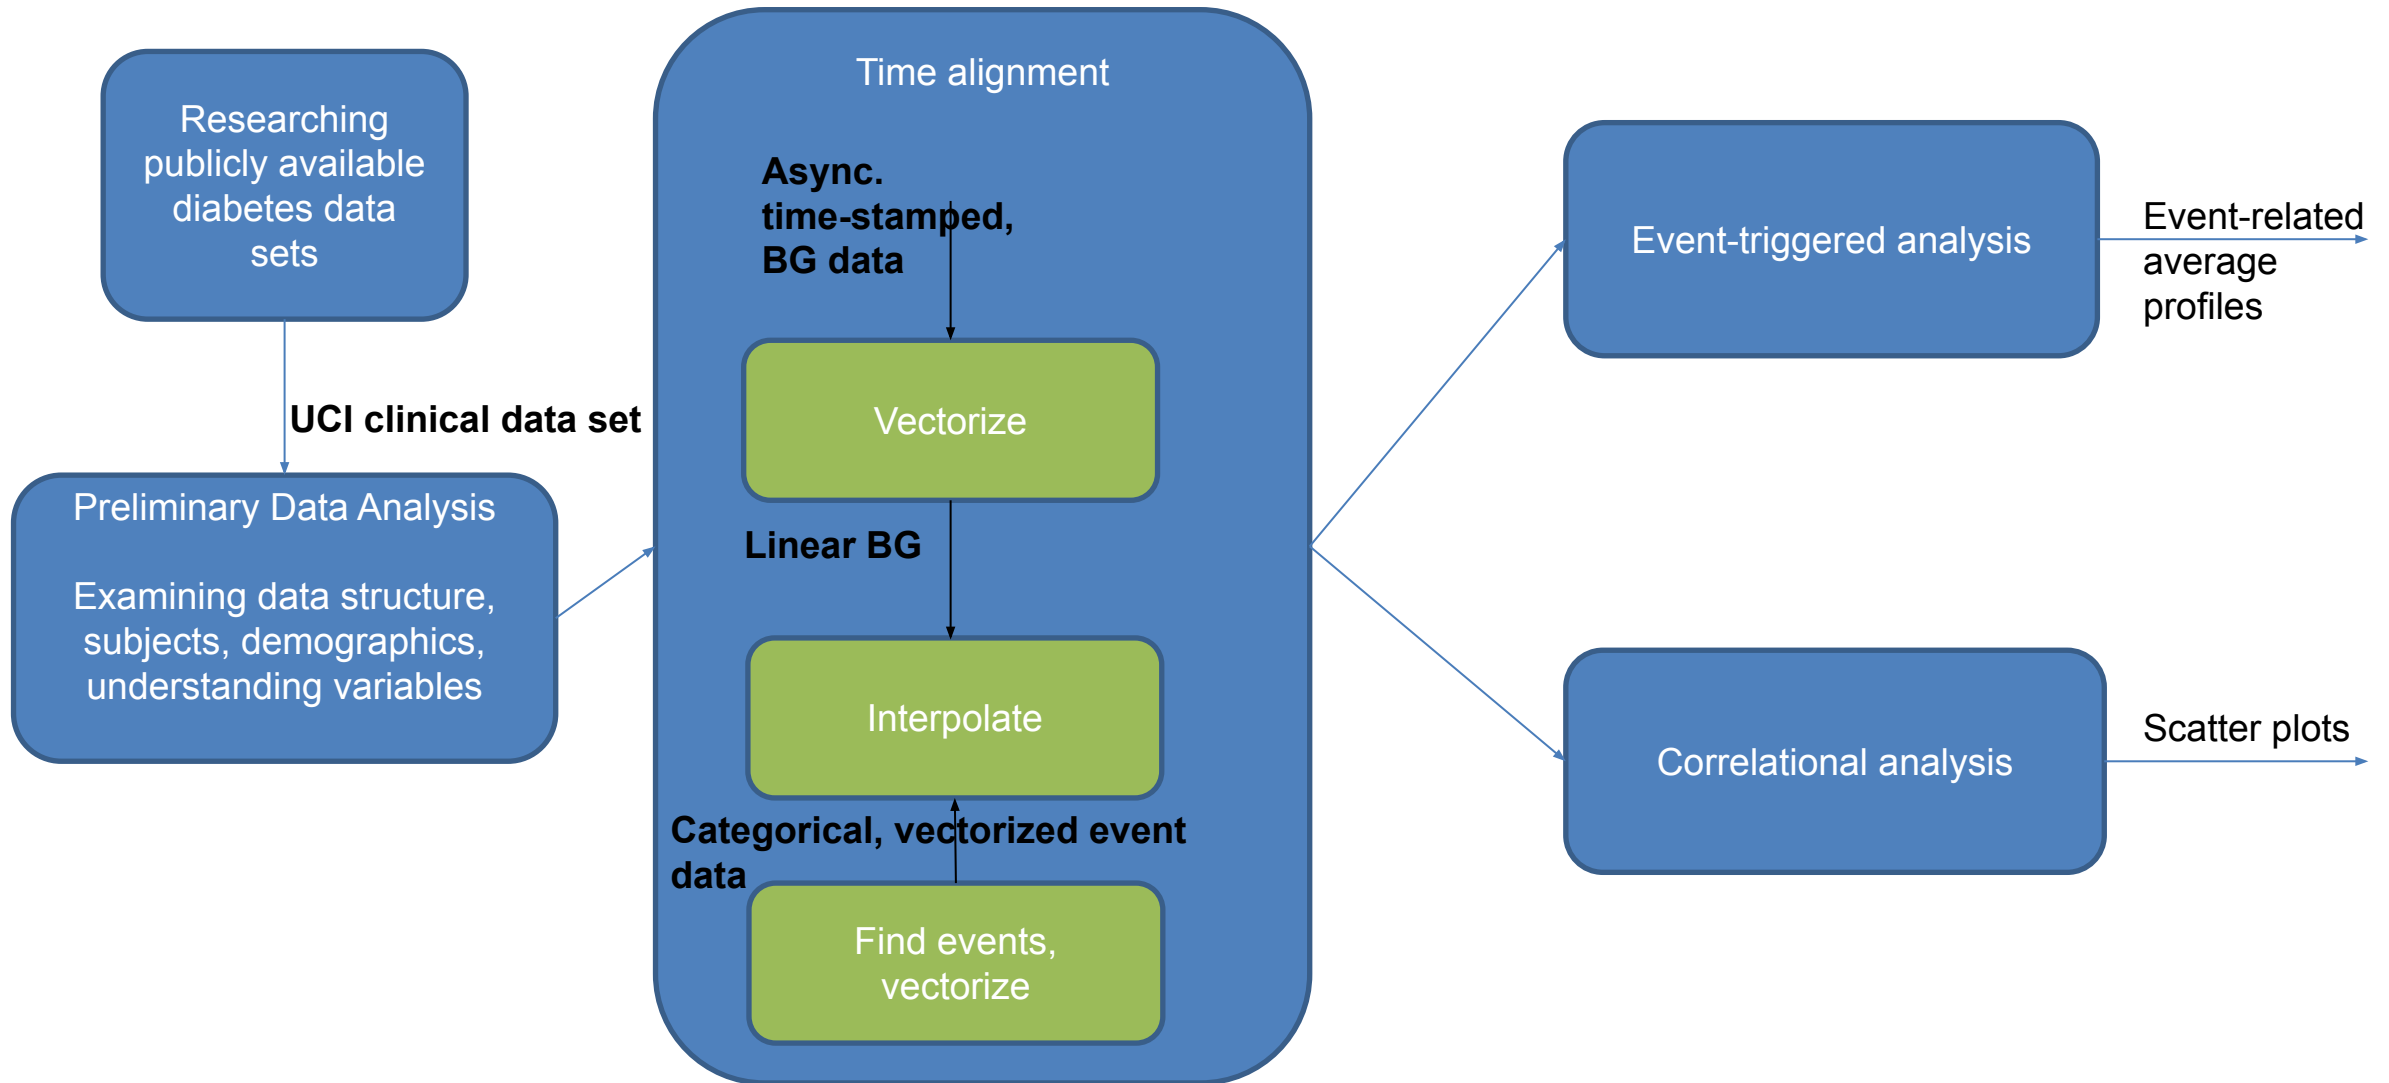 Researching
publicly available
diabetes data
sets
UCI clinical data set
Preliminary Data Analysis
Examining data structure,
subjects, demographics,
understanding variables
Time alignment
Async.
time-stamped,
BG data
Vectorize
Linear BG
Interpolate
Categorical, vectorized event
data
Find events,
vectorize
Event-triggered analysis
Event-related
average
profiles
Correlational analysis
Scatter plots